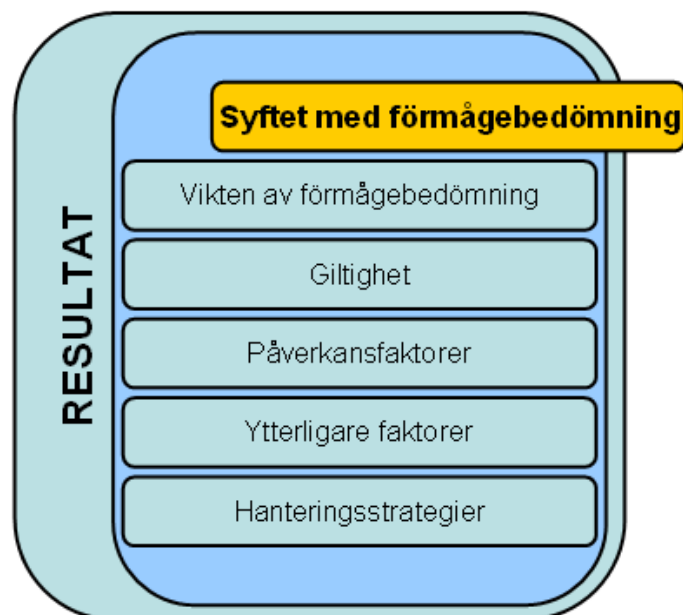 RESULTAT
Syftet med förmågebedömning
Vikten av förmågebedömning
Giltighet
Påverkansfaktorer
Ytterligare faktorer
Hanteringsstrategier